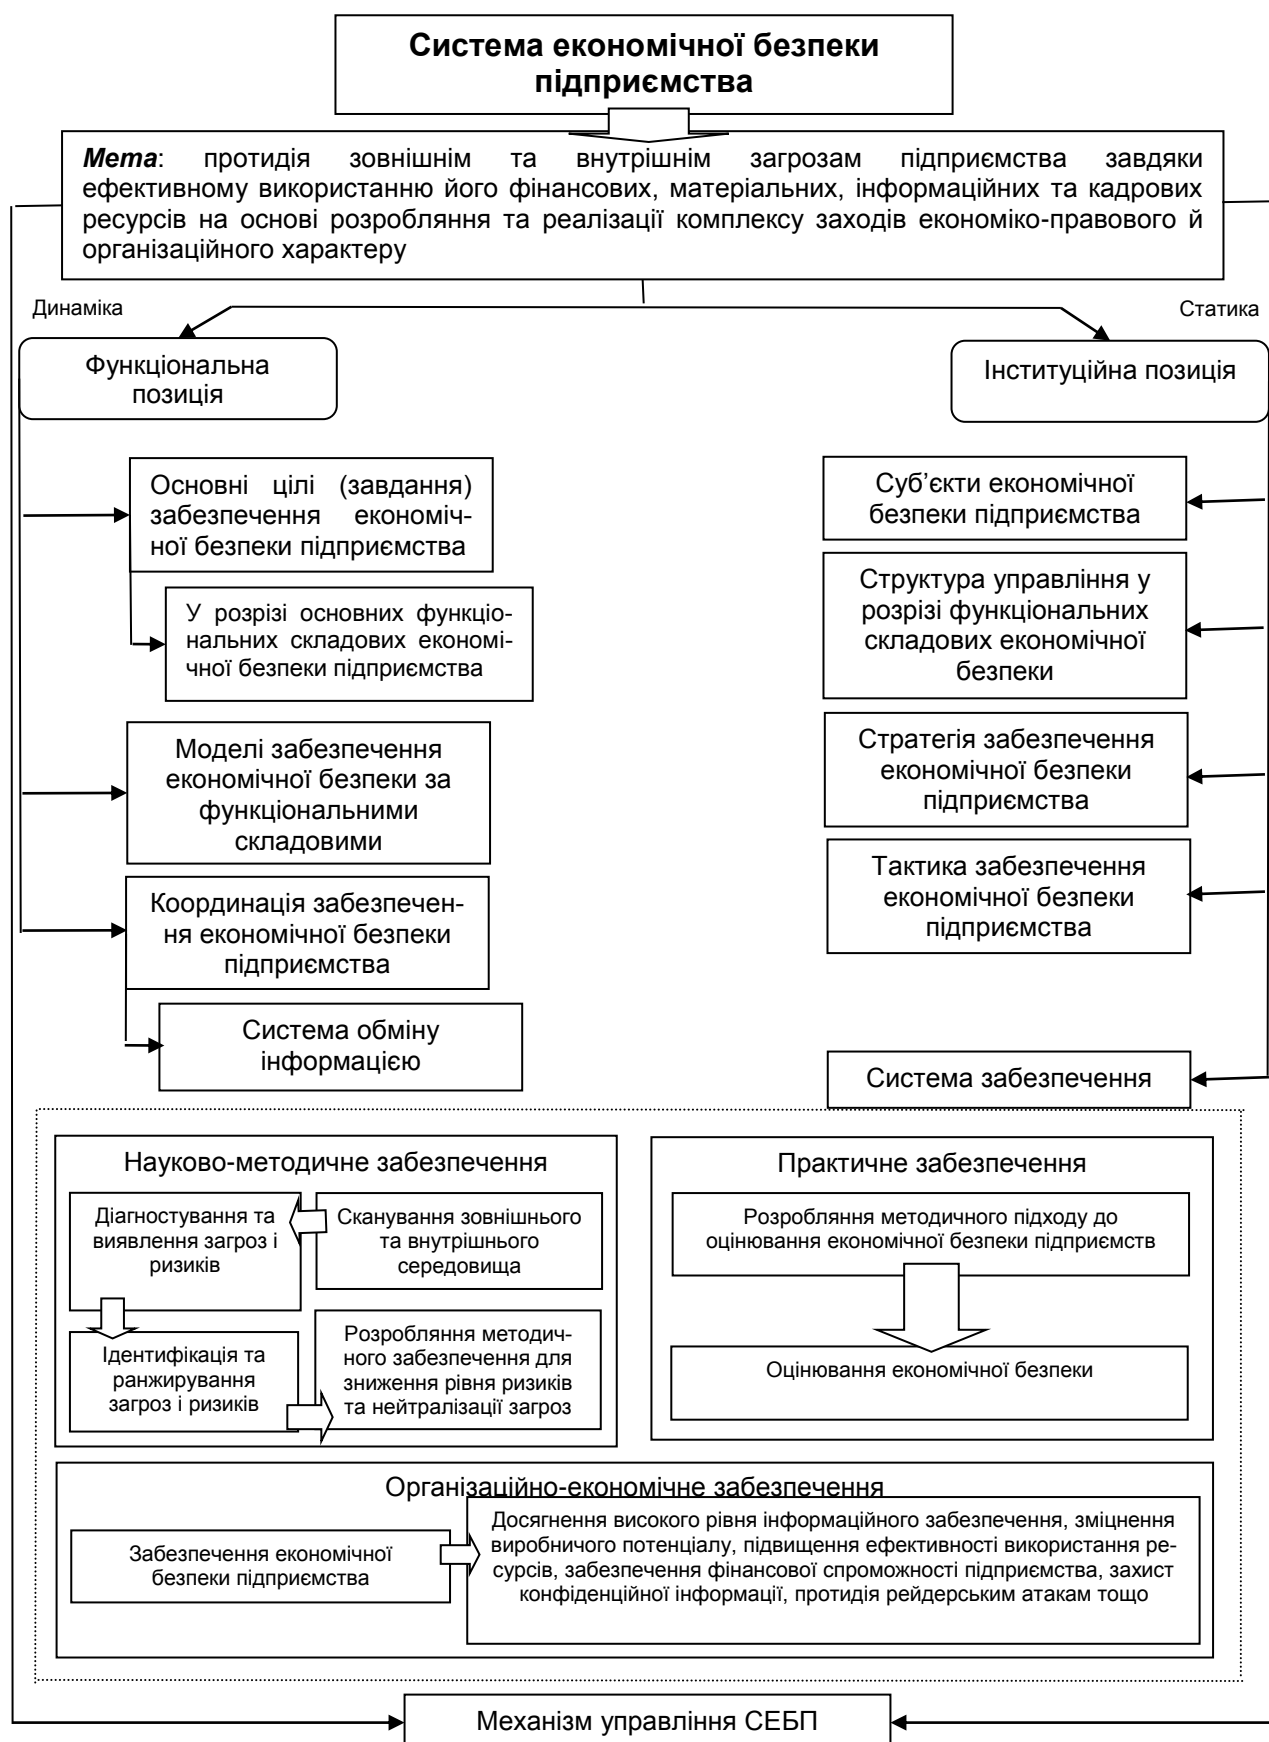 Система економічної безпеки
підприємства
Мета: протидія зовнішнім та внутрішнім загрозам підприємства завдяки
ефективному використанню його фінансових, матеріальних, інформаційних та кадрових
ресурсів на основі розробляння та реалізації комплексу заходів економіко-правового й
організаційного характеру
Динаміка
Статика
Функціональна
позиція
Інституційна позиція
Основні цілі (завдання)
забезпечення економіч-
ної безпеки підприємства
У розрізі основних функціо-
нальних складових економі-
чної безпеки підприємства
Моделі забезпечення
економічної безпеки за
функціональними
складовими
Координація забезпечен-
ня економічної безпеки
підприємства
Система обміну
інформацією
Суб’єкти економічної
безпеки підприємства
Структура управління у
розрізі функціональних
складових економічної
безпеки
Стратегія забезпечення
економічної безпеки
підприємства
Тактика забезпечення
економічної безпеки
підприємства
Система забезпечення
Науково-методичне забезпечення
Діагностування та
виявлення загроз і
ризиків
Сканування зовнішнього
та внутрішнього
середовища
Ідентифікація та
ранжирування
загроз і ризиків
Розробляння методич-
ного забезпечення для
зниження рівня ризиків
та нейтралізації загроз
Практичне забезпечення
Розробляння методичного підходу до
оцінювання економічної безпеки підприємств
Оцінювання економічної безпеки
Організаційно-економічне забезпечення
Забезпечення економічної
безпеки підприємства
Досягнення високого рівня інформаційного забезпечення, зміцнення
виробничого потенціалу, підвищення ефективності використання ре-
сурсів, забезпечення фінансової спроможності підприємства, захист
конфіденційної інформації, протидія рейдерським атакам тощо
Механізм управління СЕБП